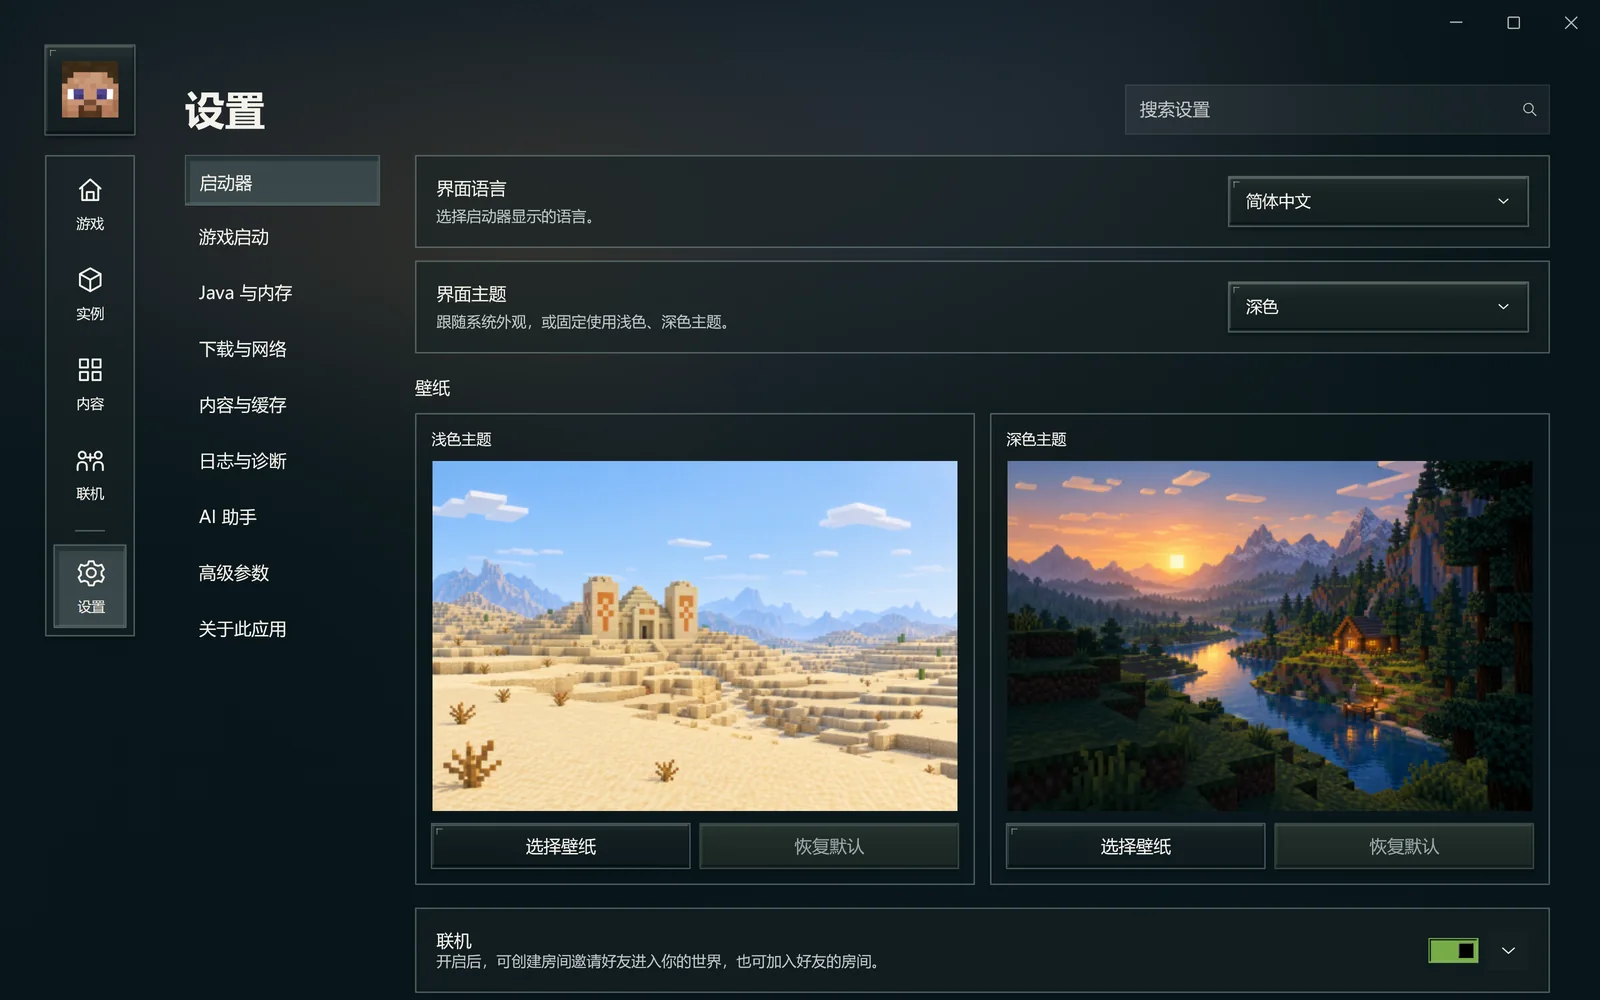 设置
搜索设置
游戏
实例
内容
联机
设置
启动器
游戏启动
Java 与内存
下载与网络
内容与缓存
日志与诊断
AI 助手
高级参数
关于此应用
界面语言
选择启动器显示的语言。
简体中文
界面主题
跟随系统外观，或固定使用浅色、深色主题。
深色
壁纸
浅色主题
选择壁纸
恢复默认
深色主题
选择壁纸
恢复默认
联机
开启后，可创建房间邀请好友进入你的世界，也可加入好友的房间。